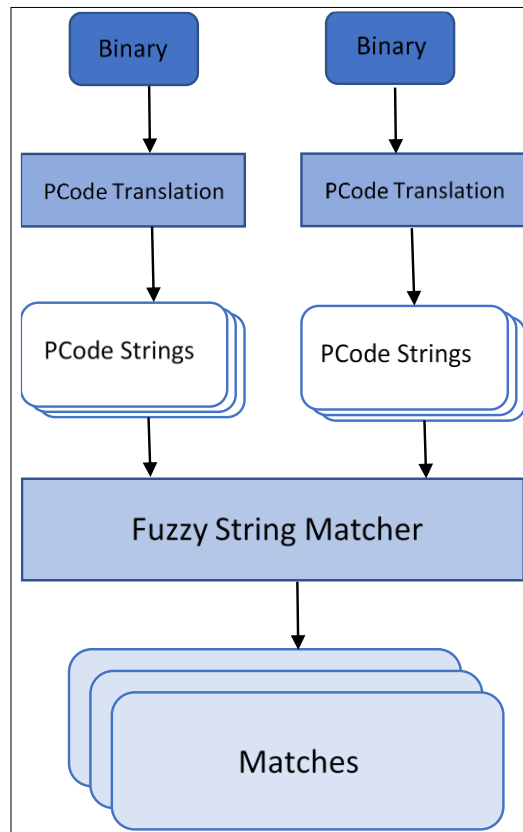 Binary
Binary
PCode Translation
PCode Translation
PCode Strings
PCode Strings
Fuzzy String Matcher
Matches